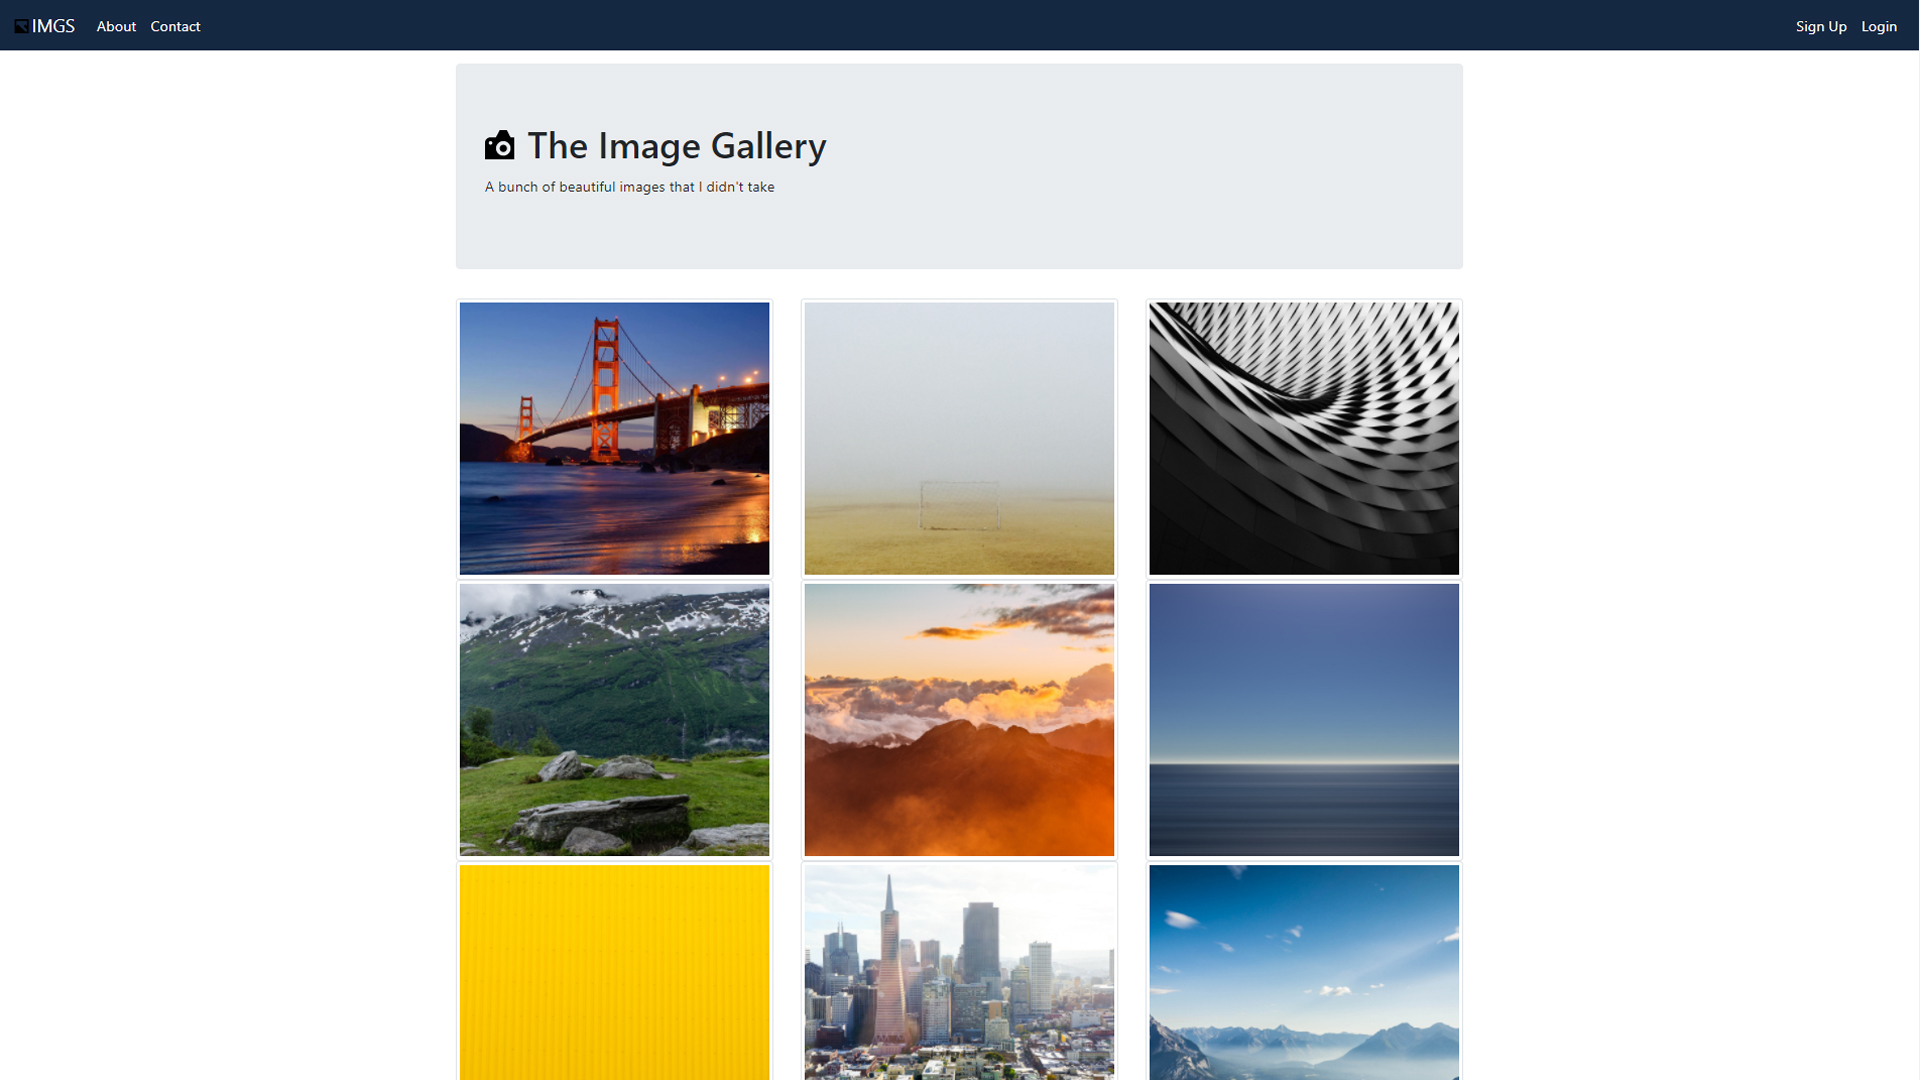 IMGS About Contact Sign Up Login
The Image Gallery
A bunch of beautiful images that I didn't take